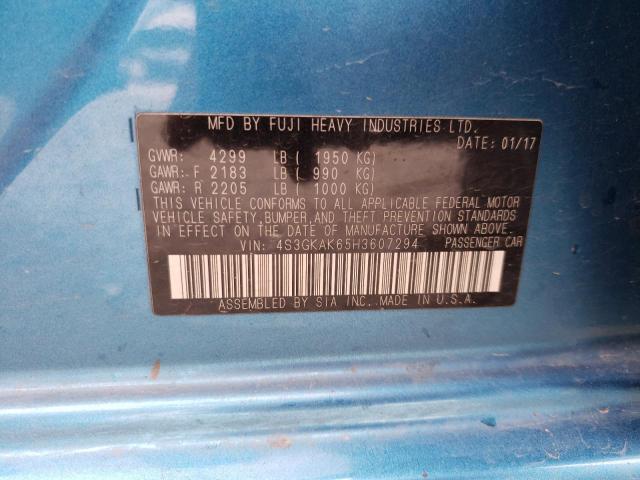 MFD BY FUJI HEAVY INDUSTRIES LTD.
DATE: 01/17
GVWR: 4299 LB ( 1950 KG)
GAWR: F 2183 LB ( 990 KG)
GAWR: R 2205 LB ( 1000 KG)
THIS VEHICLE CONFORMS TO ALL APPLICABLE FEDERAL MOTOR
VEHICLE SAFETY,BUMPER,AND THEFT PREVENTION STANDARDS
IN EFFECT ON THE DATE OF MANUFACTURE SHOWN ABOVE.
VIN: 4S3GKAK65H3607294 PASSENGER CAR
ASSEMBLED BY SIA INC. MADE IN U.S.A.